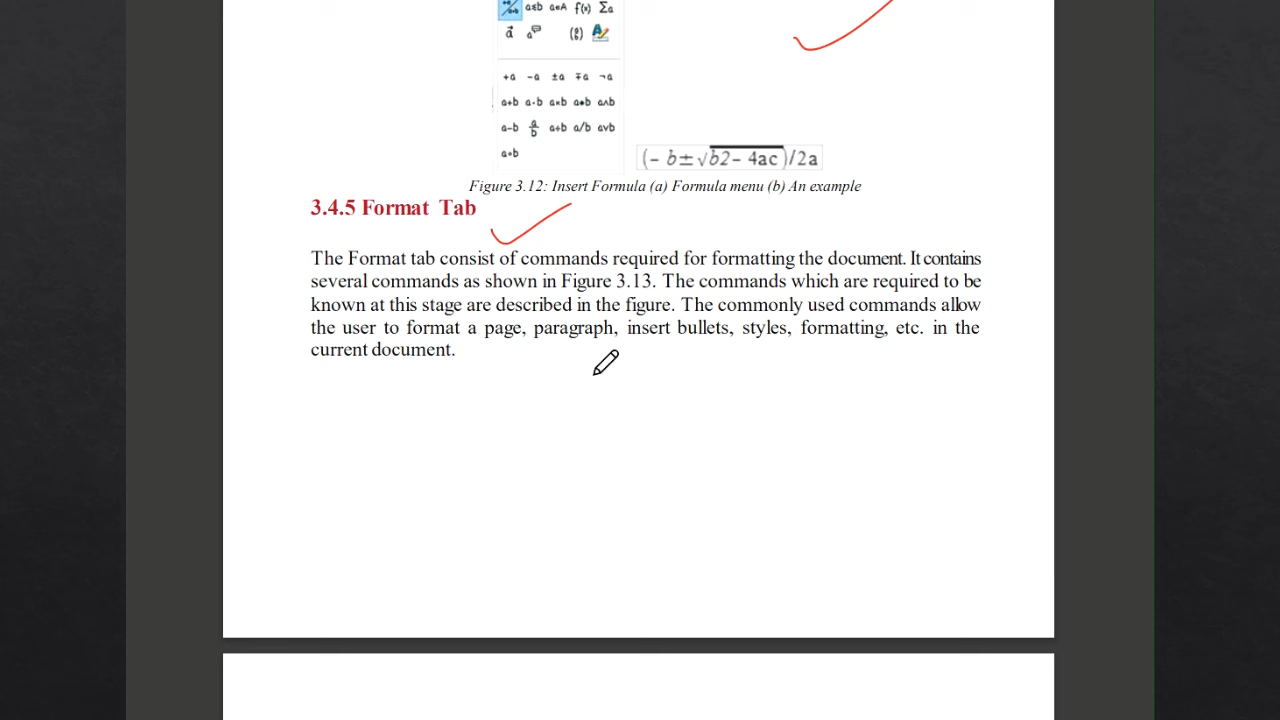 a≤b a∈A f(x) Σa
+a -a ±a ∓a ¬a
a+b a·b a×b a∧b
a-b a/b a÷b a/b a∨b
a∘b
(- b±√b2- 4ac)/2a
Figure 3.12: Insert Formula (a) Formula menu (b) An example
3.4.5 Format Tab
The Format tab consist of commands required for formatting the document. It contains
several commands as shown in Figure 3.13. The commands which are required to be
known at this stage are described in the figure. The commonly used commands allow
the user to format a page, paragraph, insert bullets, styles, formatting, etc. in the
current document.